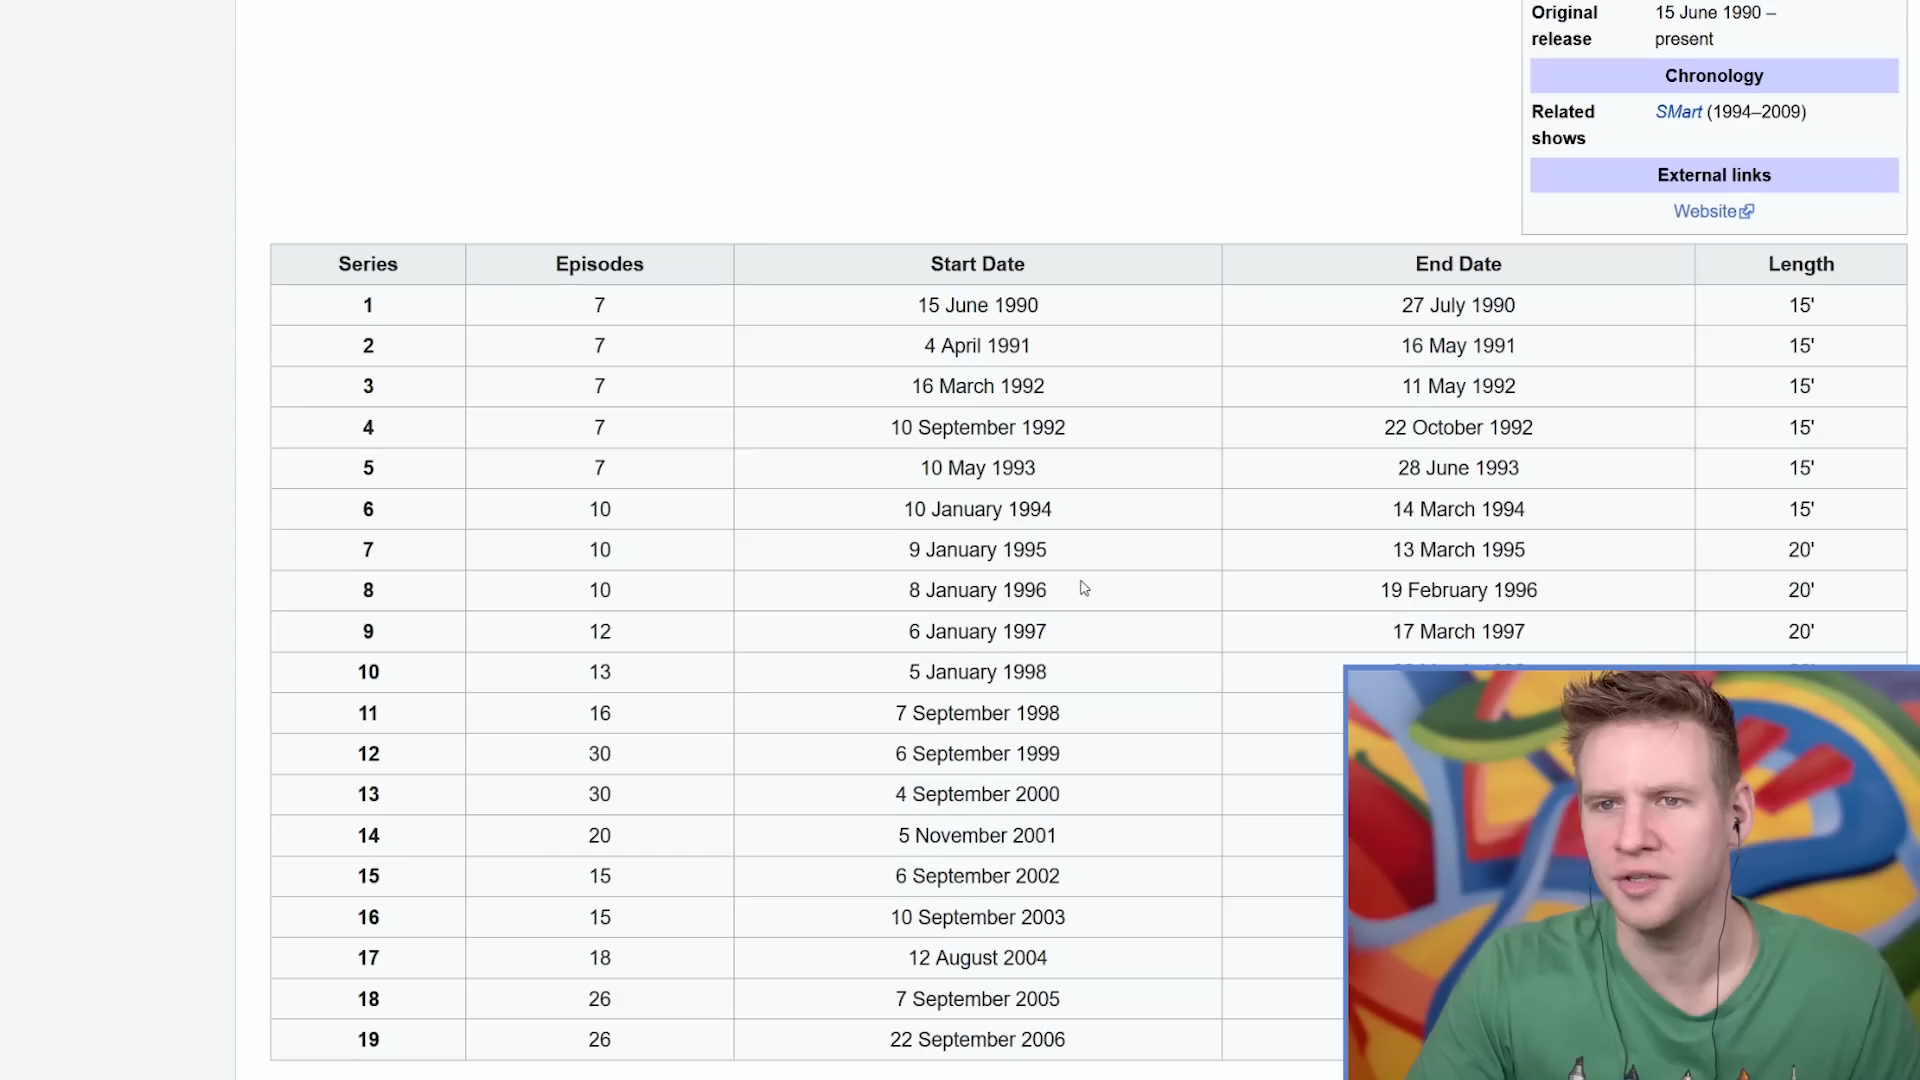 Original release 15 June 1990 – present
Chronology
Related shows SMart (1994–2009)
External links
Website
Series Episodes Start Date End Date Length
1 7 15 June 1990 27 July 1990 15'
2 7 4 April 1991 16 May 1991 15'
3 7 16 March 1992 11 May 1992 15'
4 7 10 September 1992 22 October 1992 15'
5 7 10 May 1993 28 June 1993 15'
6 10 10 January 1994 14 March 1994 15'
7 10 9 January 1995 13 March 1995 20'
8 10 8 January 1996 19 February 1996 20'
9 12 6 January 1997 17 March 1997 20'
10 13 5 January 1998
11 16 7 September 1998
12 30 6 September 1999
13 30 4 September 2000
14 20 5 November 2001
15 15 6 September 2002
16 15 10 September 2003
17 18 12 August 2004
18 26 7 September 2005
19 26 22 September 2006